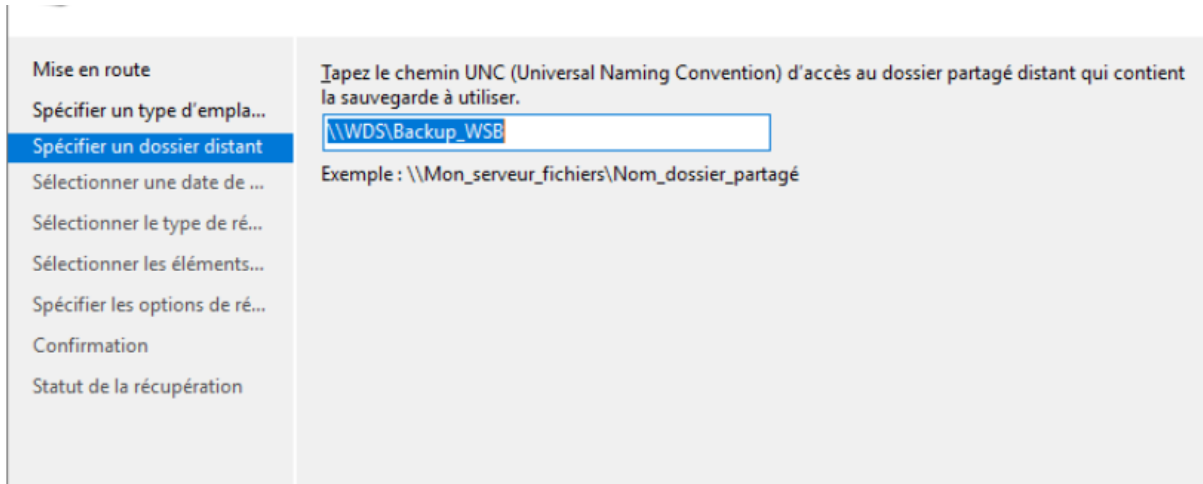 Mise en route
Spécifier un type d'empla...
Spécifier un dossier distant
Sélectionner une date de ...
Sélectionner le type de ré...
Sélectionner les éléments...
Spécifier les options de ré...
Confirmation
Statut de la récupération
Tapez le chemin UNC (Universal Naming Convention) d'accès au dossier partagé distant qui contient
la sauvegarde à utiliser.
\\WDS\Backup_WSB
Exemple : \\Mon_serveur_fichiers\Nom_dossier_partagé